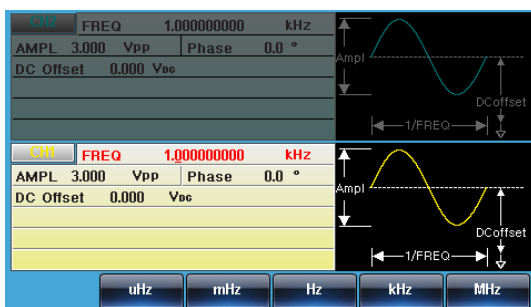 CH2 FREQ 1.000000000 kHz
AMPL 3.000 Vpp Phase 0.0 °
DC Offset 0.000 VDC
Ampl
DCoffset
1/FREQ
CH1 FREQ 1.000000000 kHz
AMPL 3.000 Vpp Phase 0.0 °
DC Offset 0.000 VDC
Ampl
DCoffset
1/FREQ
uHz mHz Hz kHz MHz